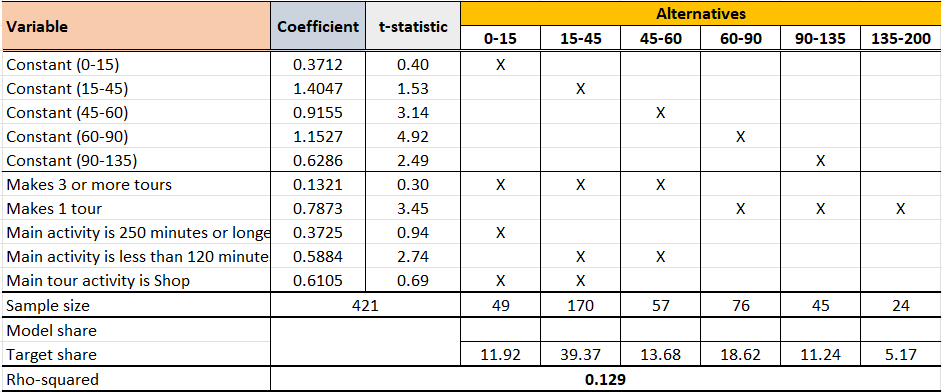 Variable Coefficient t-statistic Alternatives
0-15 15-45 45-60 60-90 90-135 135-200
Constant (0-15) 0.3712 0.40 X
Constant (15-45) 1.4047 1.53 X
Constant (45-60) 0.9155 3.14 X
Constant (60-90) 1.1527 4.92 X
Constant (90-135) 0.6286 2.49 X
Makes 3 or more tours 0.1321 0.30 X X X
Makes 1 tour 0.7873 3.45 X X X
Main activity is 250 minutes or longe 0.3725 0.94 X
Main activity is less than 120 minute 0.5884 2.74 X X
Main tour activity is Shop 0.6105 0.69 X X
Sample size 421 49 170 57 76 45 24
Model share
Target share 11.92 39.37 13.68 18.62 11.24 5.17
Rho-squared 0.129